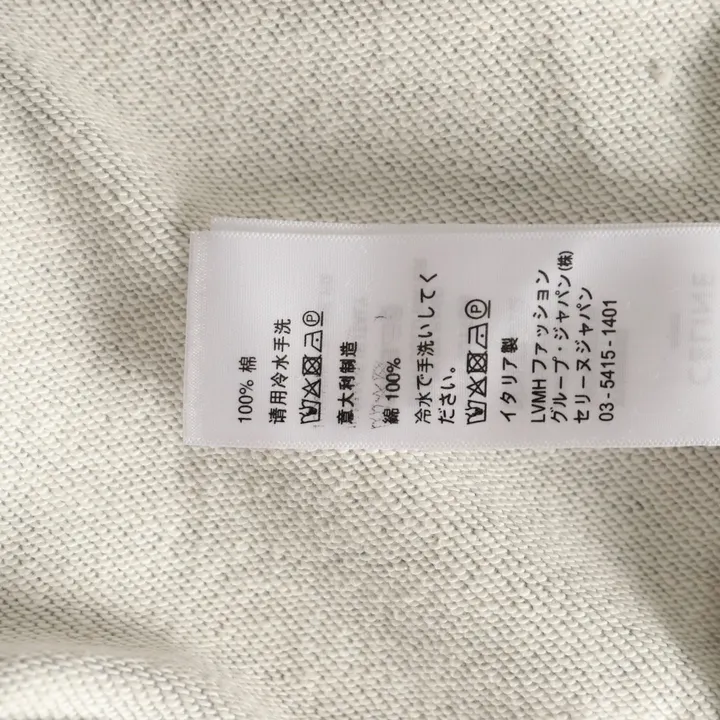 100% 棉
请用冷水手洗
P
意大利制造
綿 100%
冷水で手洗いしてく
ださい。
P
イタリア製
LVMH ファッション
グループ・ジャパン(株)
セリーヌジャパン
03 - 5415 - 1401
CELINE